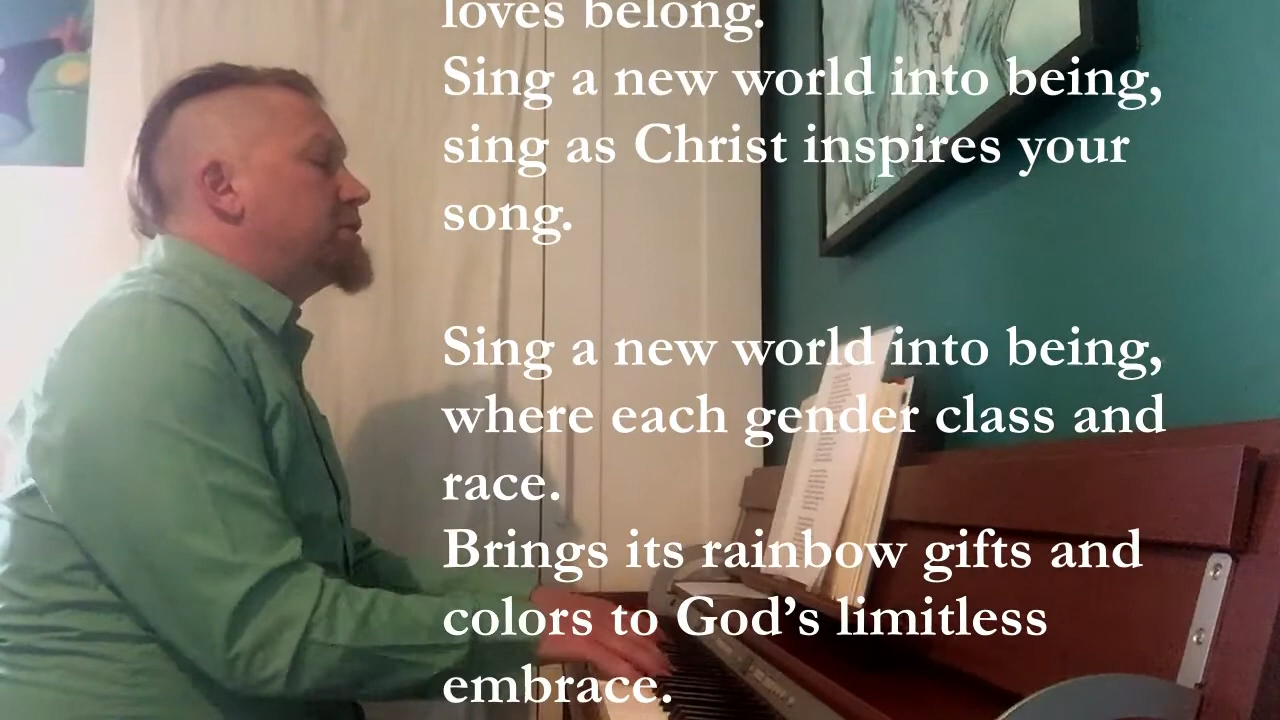 loves belong.
Sing a new world into being,
sing as Christ inspires your
song.
Sing a new world into being,
where each gender class and
race.
Brings its rainbow gifts and
colors to God’s limitless
embrace.